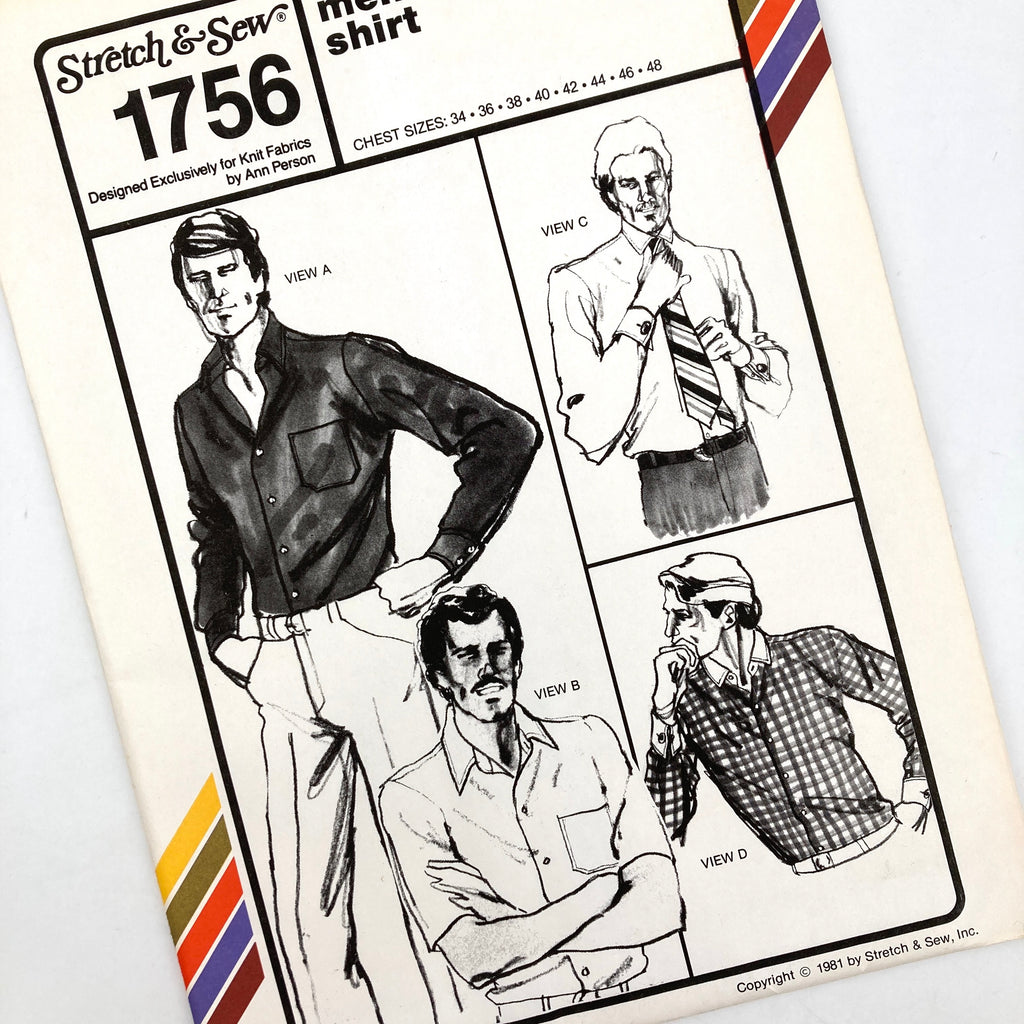 Stretch & Sew®
1756
Designed Exclusively for Knit Fabrics
by Ann Person
shirt
CHEST SIZES: 34 • 36 • 38 • 40 • 42 • 44 • 46 • 48
VIEW A
VIEW C
VIEW B
VIEW D
Copyright © 1981 by Stretch & Sew, Inc.